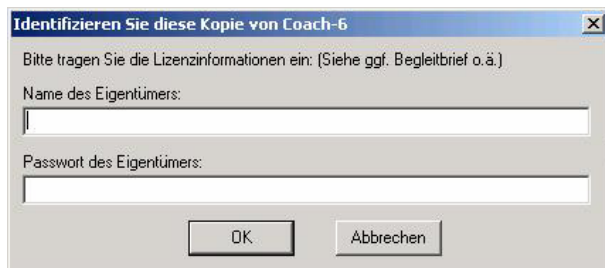 Identifizieren Sie diese Kopie von Coach-6
Bitte tragen Sie die Lizenzinformationen ein: (Siehe ggf. Begleitbrief o.ä.)
Name des Eigentümers:
Passwort des Eigentümers:
OK
Abbrechen